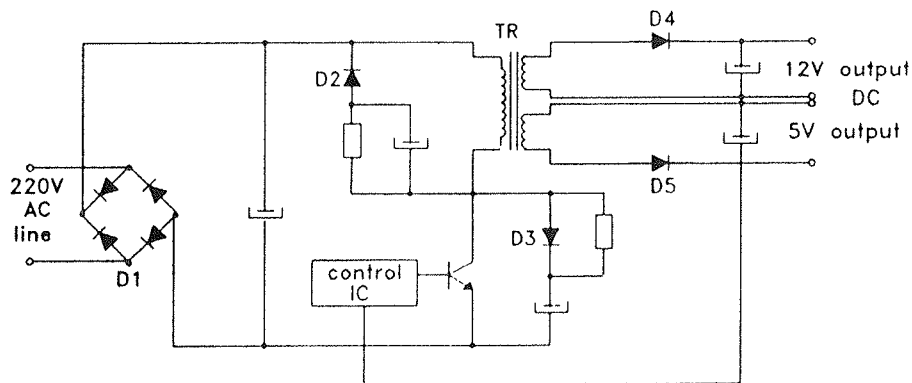 TR
D4
D2
12V output
DC
5V output
D5
220V
AC
line
D1
D3
control
IC